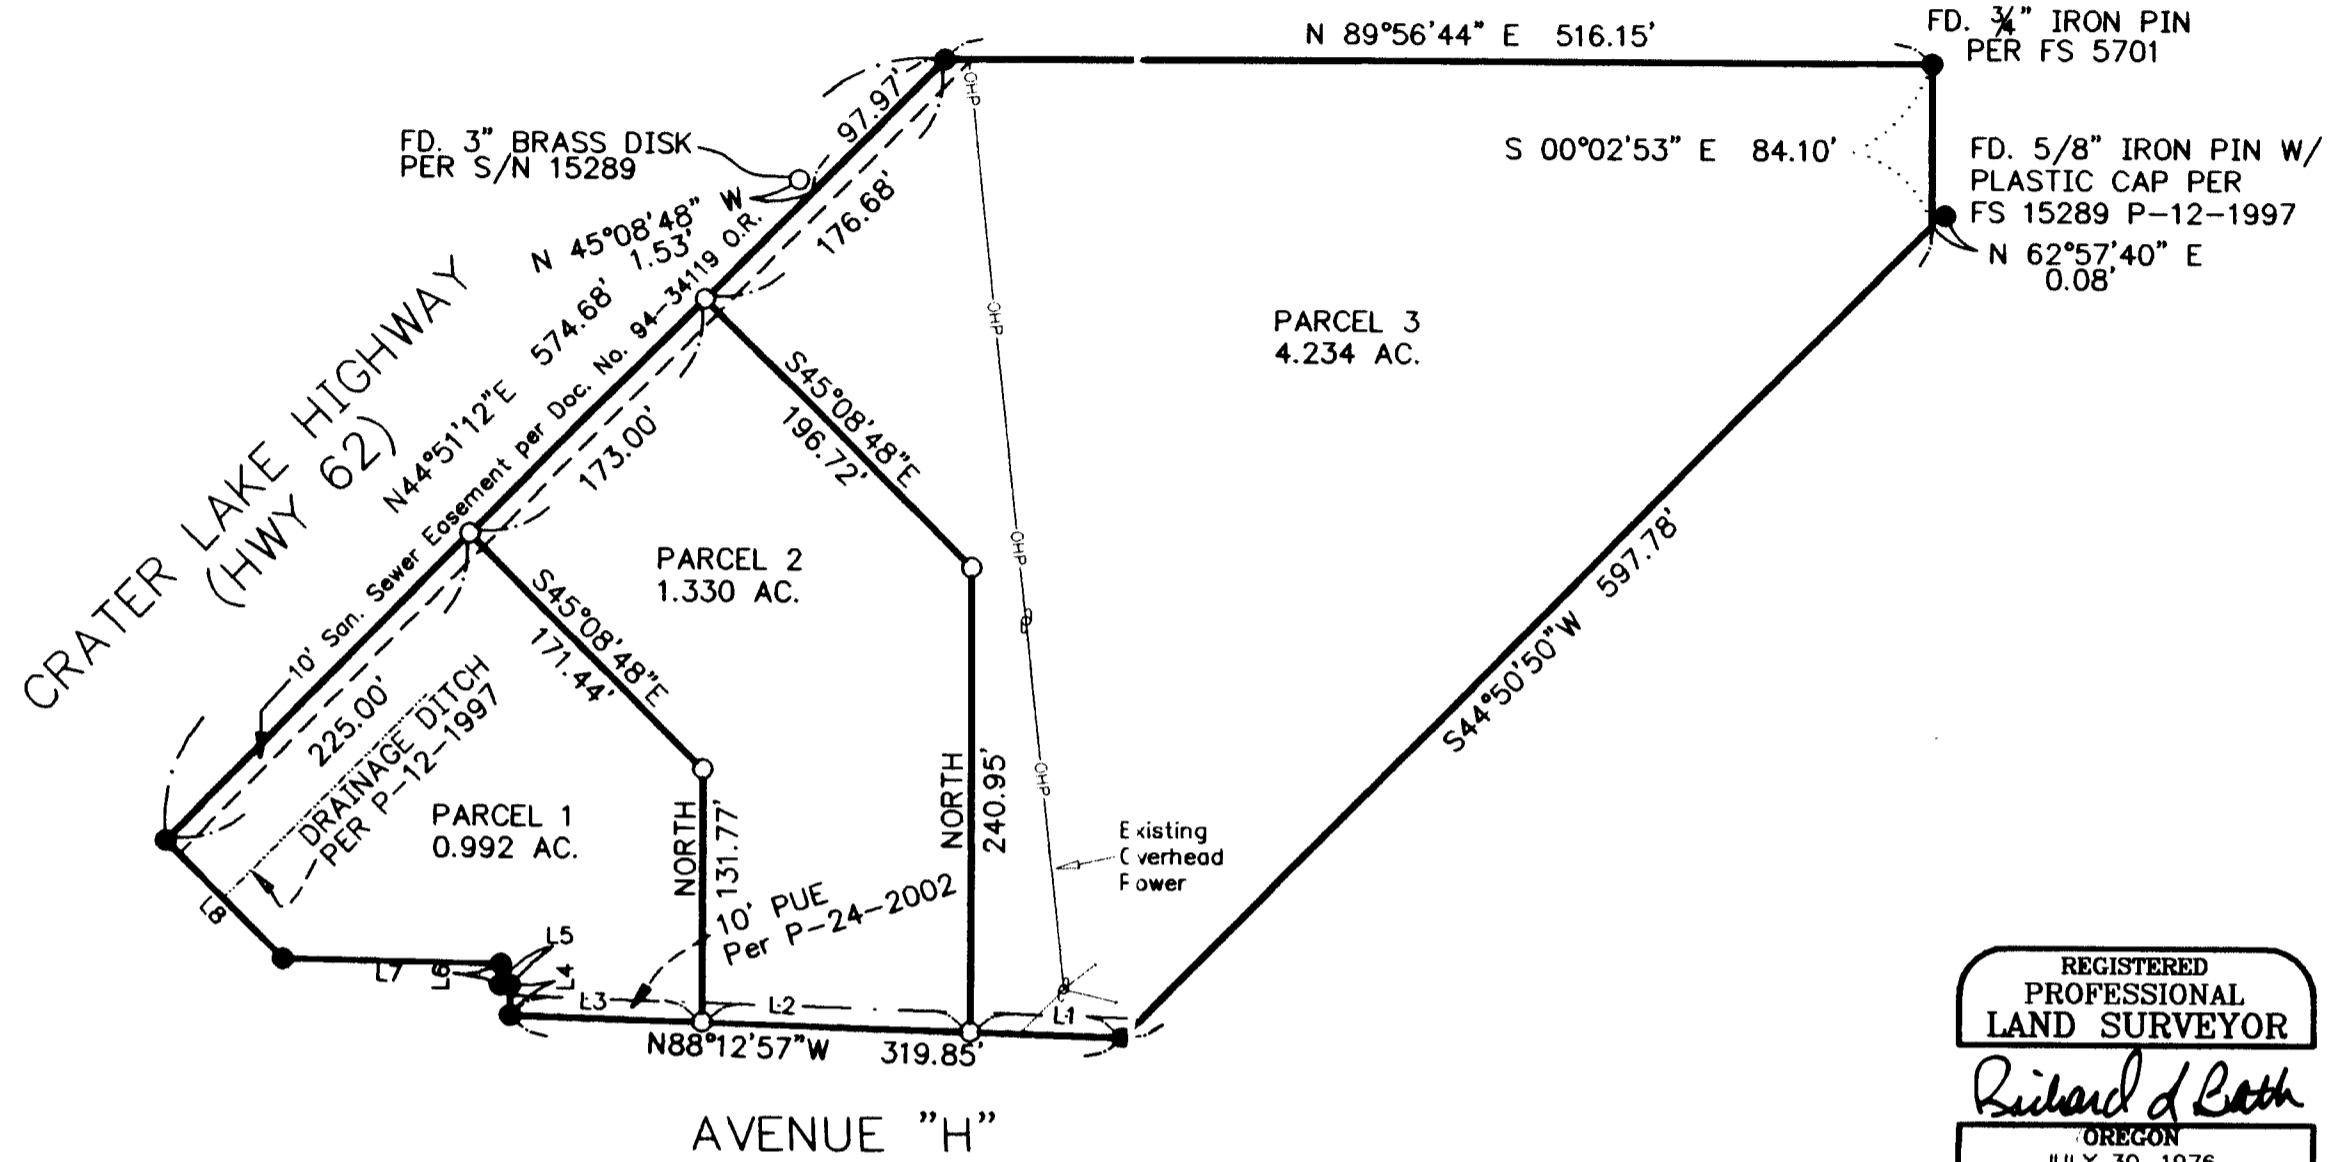 N 89°56'44" E 516.15'
FD. 3/4" IRON PIN
PER FS 5701
97.97'
FD. 3" BRASS DISK
PER S/N 15289
S 00°02'53" E 84.10'
FD. 5/8" IRON PIN W/
PLASTIC CAP PER
FS 15289 P-12-1997
N 62°57'40" E
0.08'
N 45°08'48" W
1.53'
176.68'
OHP
OHP
OHP
OHP
PARCEL 3
4.234 AC.
CRATER LAKE HIGHWAY
(HWY 62)
N44°51'12"E 574.68'
10' San. Sewer Easement per Doc. No. 94-34119 O.R.
173.00'
S45°08'48"E
196.72'
PARCEL 2
1.330 AC.
S45°08'48"E
171.44'
S44°50'50"W 597.78'
225.00'
DRAINAGE DITCH
PER P-12-1997
PARCEL 1
0.992 AC.
NORTH
131.77'
NORTH
240.95'
Existing
Overhead
Power
10' PUE
Per P-24-2002
L8
L7
L6
L5
L4
L3
L2
L1
N88°12'57"W 319.85'
AVENUE "H"
REGISTERED
PROFESSIONAL
LAND SURVEYOR
OREGON
JULY 30, 1976